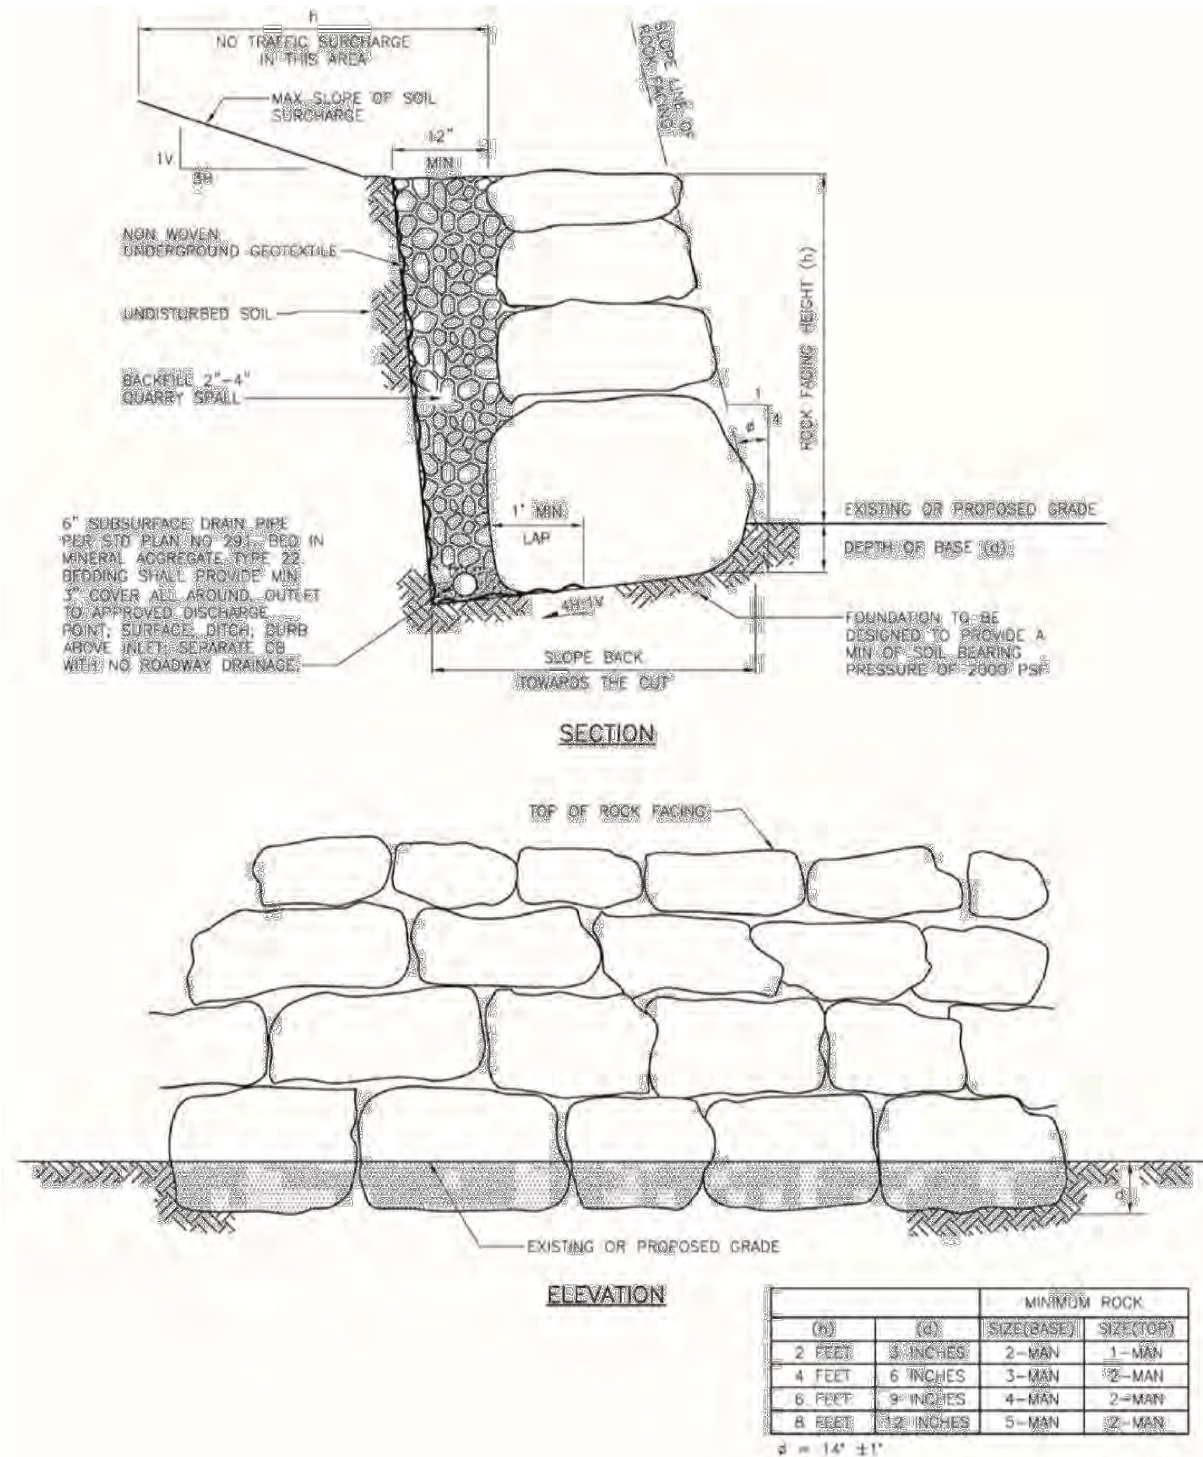 h
NO TRAFFIC SURCHARGE
IN THIS AREA
MAX SLOPE OF SOIL
SURCHARGE
SLOPE LINE OF
ROCK FACING
12"
MIN
1V
3H
NON WOVEN
UNDERGROUND GEOTEXTILE
UNDISTURBED SOIL
BACKFILL 2"-4"
QUARRY SPALL
ROCK FACING HEIGHT (h)
1
4
ø
1' MIN
LAP
EXISTING OR PROPOSED GRADE
DEPTH OF BASE (d)
6" SUBSURFACE DRAIN PIPE
PER STD PLAN NO 291. BED IN
MINERAL AGGREGATE TYPE 22.
BEDDING SHALL PROVIDE MIN
3" COVER ALL AROUND. OUTLET
TO APPROVED DISCHARGE
POINT; SURFACE, DITCH, CURB
ABOVE INLET, SEPARATE CB
WITH NO ROADWAY DRAINAGE.
4H:1V
FOUNDATION TO BE
DESIGNED TO PROVIDE A
MIN OF SOIL BEARING
PRESSURE OF 2000 PSF
SLOPE BACK
TOWARDS THE CUT
SECTION
TOP OF ROCK FACING
d
EXISTING OR PROPOSED GRADE
ELEVATION
MINIMUM ROCK
(h) (d) SIZE(BASE) SIZE(TOP)
2 FEET 3 INCHES 2-MAN 1-MAN
4 FEET 6 INCHES 3-MAN 2-MAN
6 FEET 9 INCHES 4-MAN 2-MAN
8 FEET 12 INCHES 5-MAN 2-MAN
ø = 14° ±1°